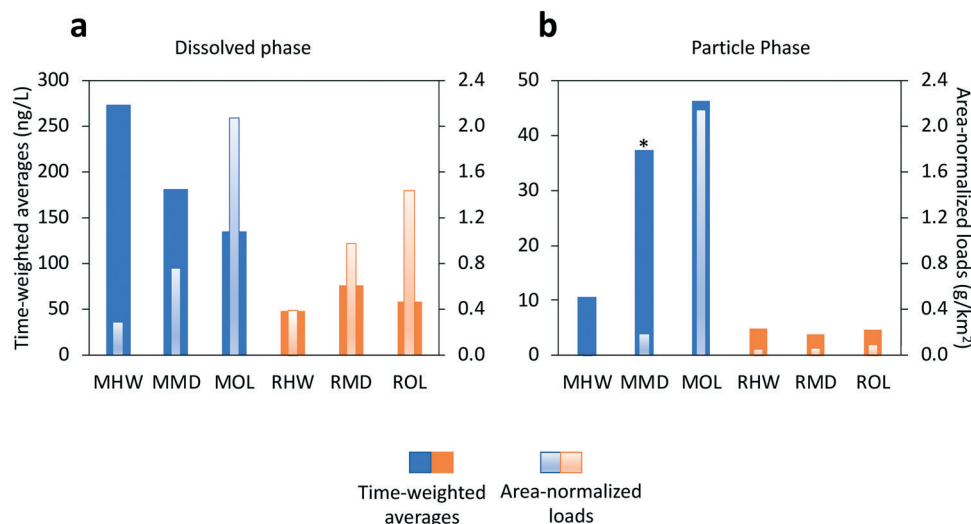 a
Dissolved phase
Time-weighted averages (ng/L)
300
250
200
150
100
50
0
2.4
2.0
1.6
1.2
0.8
0.4
0.0
MHW MMD MOL RHW RMD ROL
b
Particle Phase
50
40
30
20
10
0
*
2.4
2.0
1.6
1.2
0.8
0.4
0.0
Area-normalized loads (g/km²)
MHW MMD MOL RHW RMD ROL
Time-weighted
averages
Area-normalized
loads